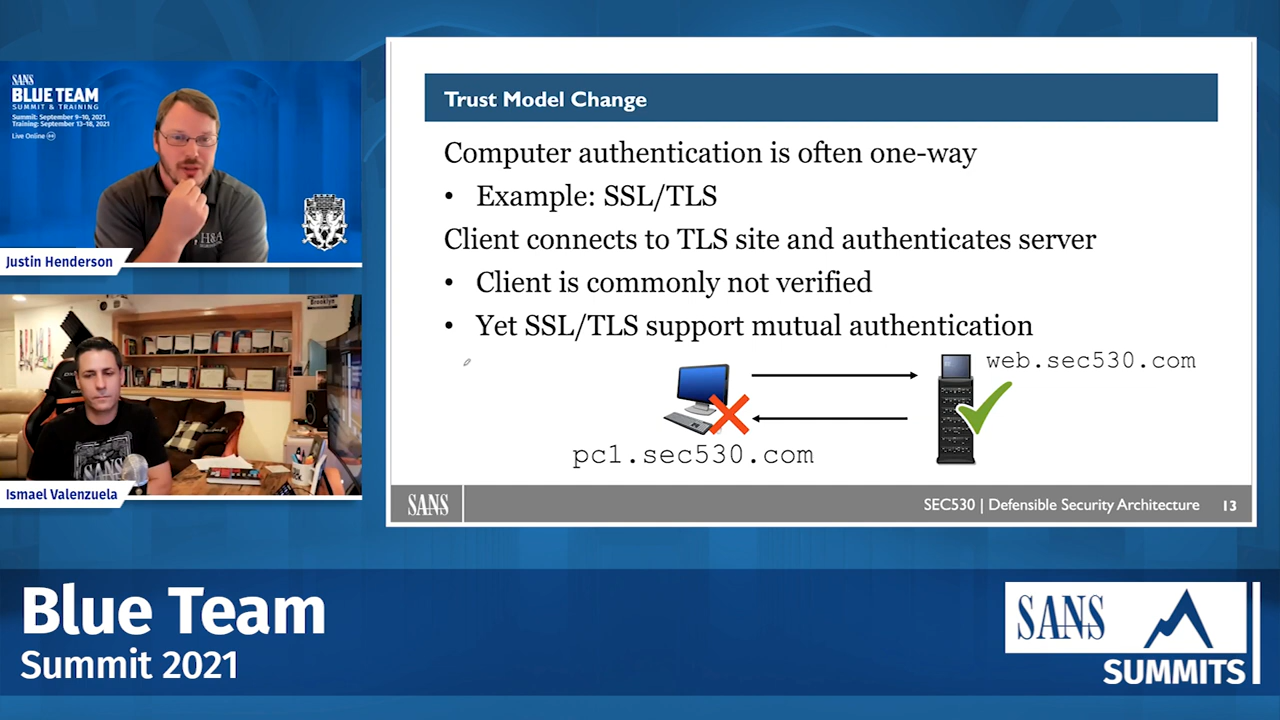 SANS
BLUE TEAM
SUMMIT & TRAINING
Summit: September 9-10, 2021
Training: September 13-18, 2021
Live Online
H&A
Justin Henderson
Brooklyn
SANS
Ismael Valenzuela
Trust Model Change
Computer authentication is often one-way
• Example: SSL/TLS
Client connects to TLS site and authenticates server
• Client is commonly not verified
• Yet SSL/TLS support mutual authentication
web.sec530.com
pc1.sec530.com
SANS
SEC530 | Defensible Security Architecture 13
Blue Team
Summit 2021
SANS
SUMMITS